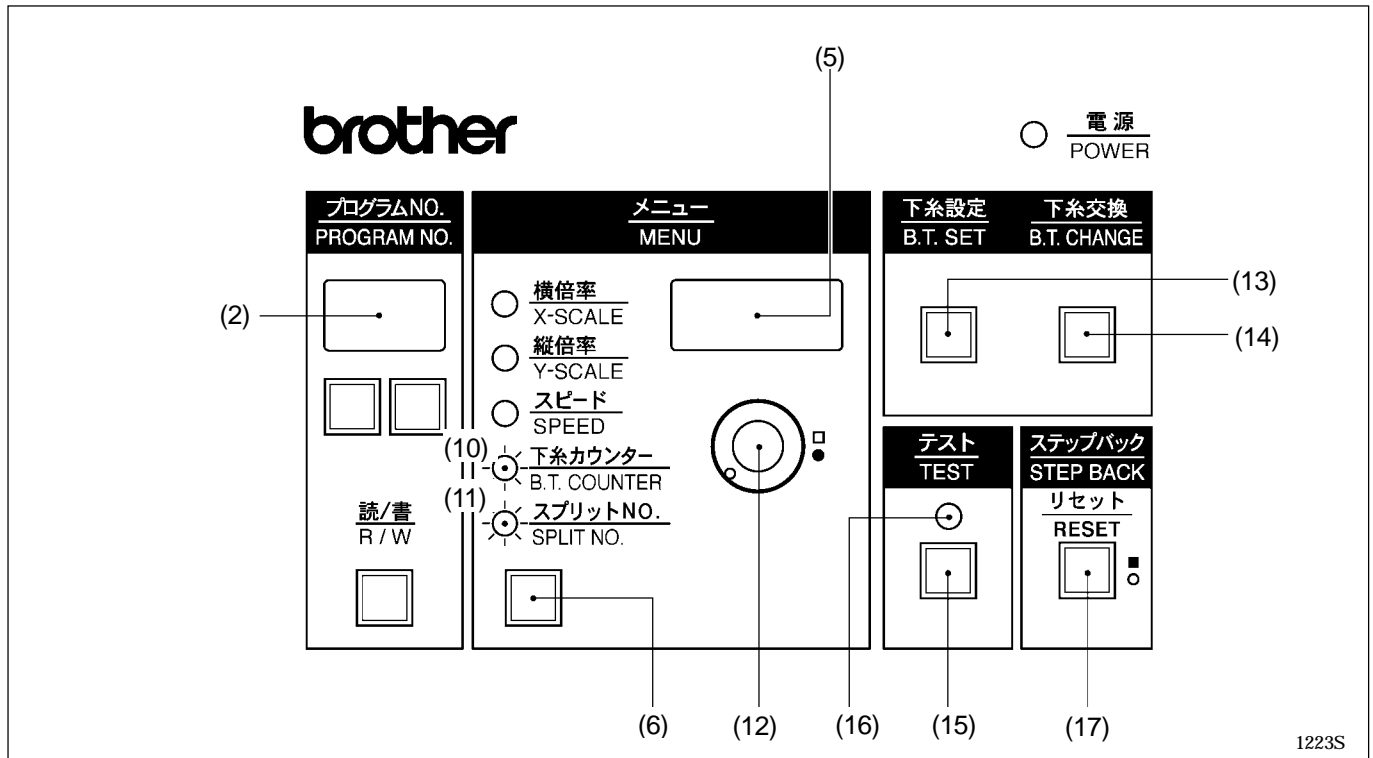 (5)
brother
電源
POWER
プログラムNO.
PROGRAM NO.
メニュー
MENU
下糸設定
B.T. SET
下糸交換
B.T. CHANGE
(2)
横倍率
X-SCALE
縦倍率
Y-SCALE
スピード
SPEED
(10)
下糸カウンター
B.T. COUNTER
(11)
スプリットNO.
SPLIT NO.
(13)
(14)
読/書
R/W
テスト
TEST
ステップバック
STEP BACK
リセット
RESET
(6)
(12)
(16)
(15)
(17)
1223S